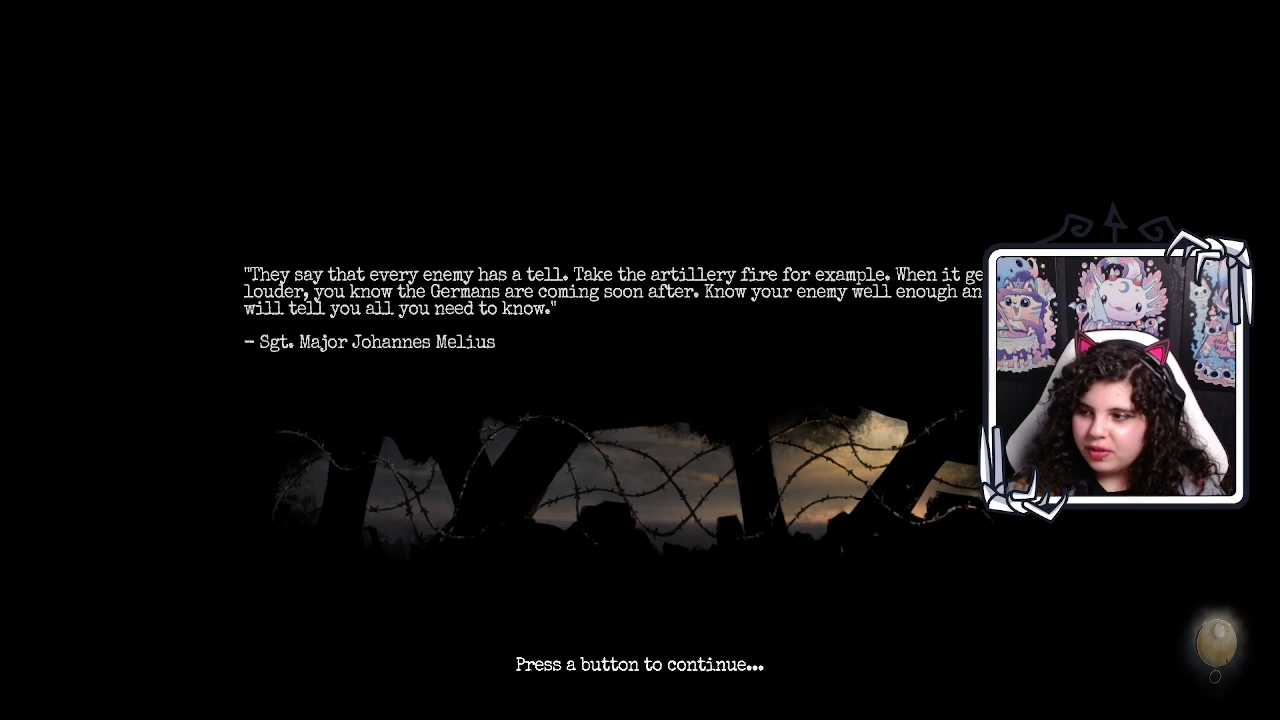 "They say that every enemy has a tell. Take the artillery fire for example. When it
louder, you know the Germans are coming soon after. Know your enemy well enough
will tell you all you need to know."
- Sgt. Major Johannes Melius
Press a button to continue...